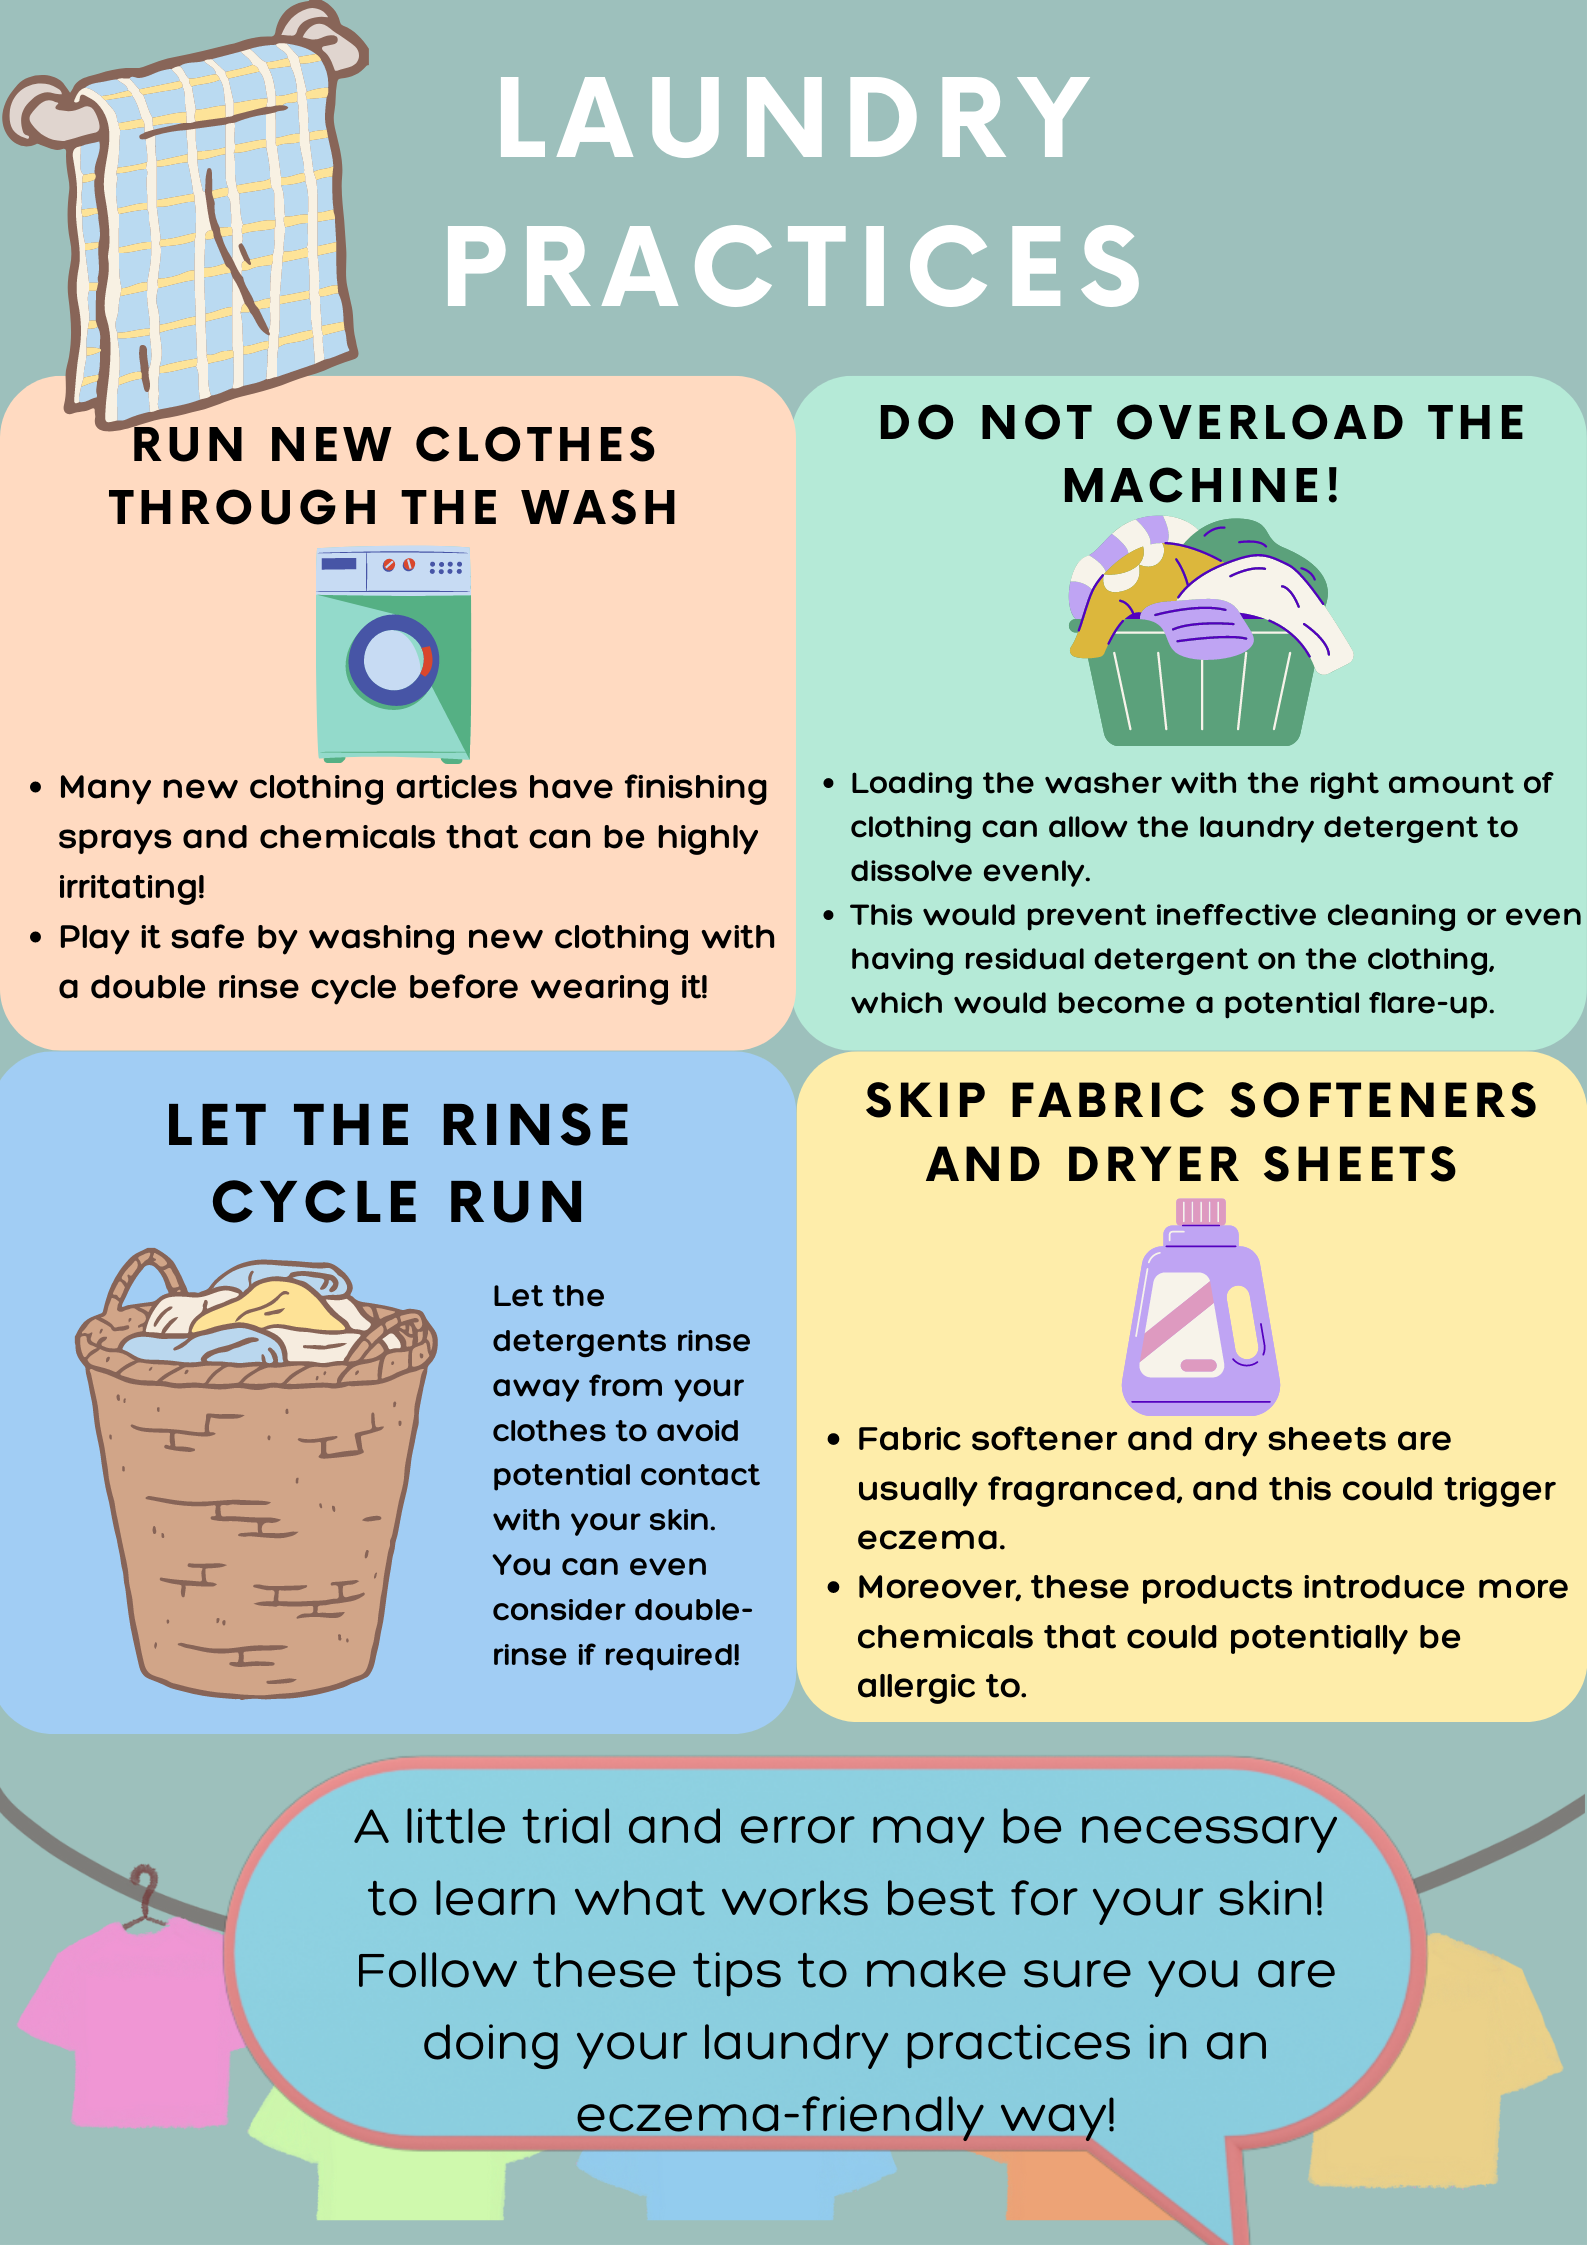 LAUNDRY
PRACTICES
RUN NEW CLOTHES
THROUGH THE WASH
• Many new clothing articles have finishing
sprays and chemicals that can be highly
irritating!
• Play it safe by washing new clothing with
a double rinse cycle before wearing it!
DO NOT OVERLOAD THE
MACHINE!
• Loading the washer with the right amount of
clothing can allow the laundry detergent to
dissolve evenly.
• This would prevent ineffective cleaning or even
having residual detergent on the clothing,
which would become a potential flare-up.
LET THE RINSE
CYCLE RUN
Let the
detergents rinse
away from your
clothes to avoid
potential contact
with your skin.
You can even
consider double-
rinse if required!
SKIP FABRIC SOFTENERS
AND DRYER SHEETS
• Fabric softener and dry sheets are
usually fragranced, and this could trigger
eczema.
• Moreover, these products introduce more
chemicals that could potentially be
allergic to.
A little trial and error may be necessary
to learn what works best for your skin!
Follow these tips to make sure you are
doing your laundry practices in an
eczema-friendly way!